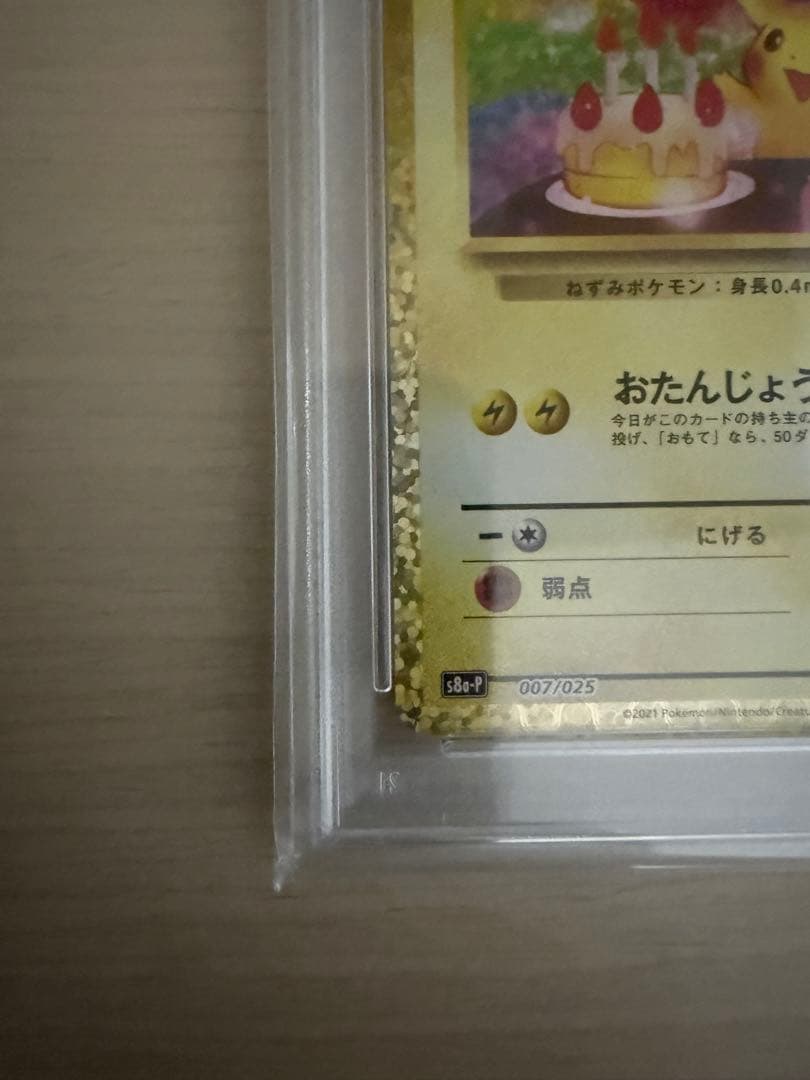 ねずみポケモン：身長0.4m
おたんじょう
今日がこのカードの持ち主の
投げ、「おもて」なら、50ダ
にげる
弱点
s8a-P 007/025
©2021 Pokémon/Nintendo/Creatu